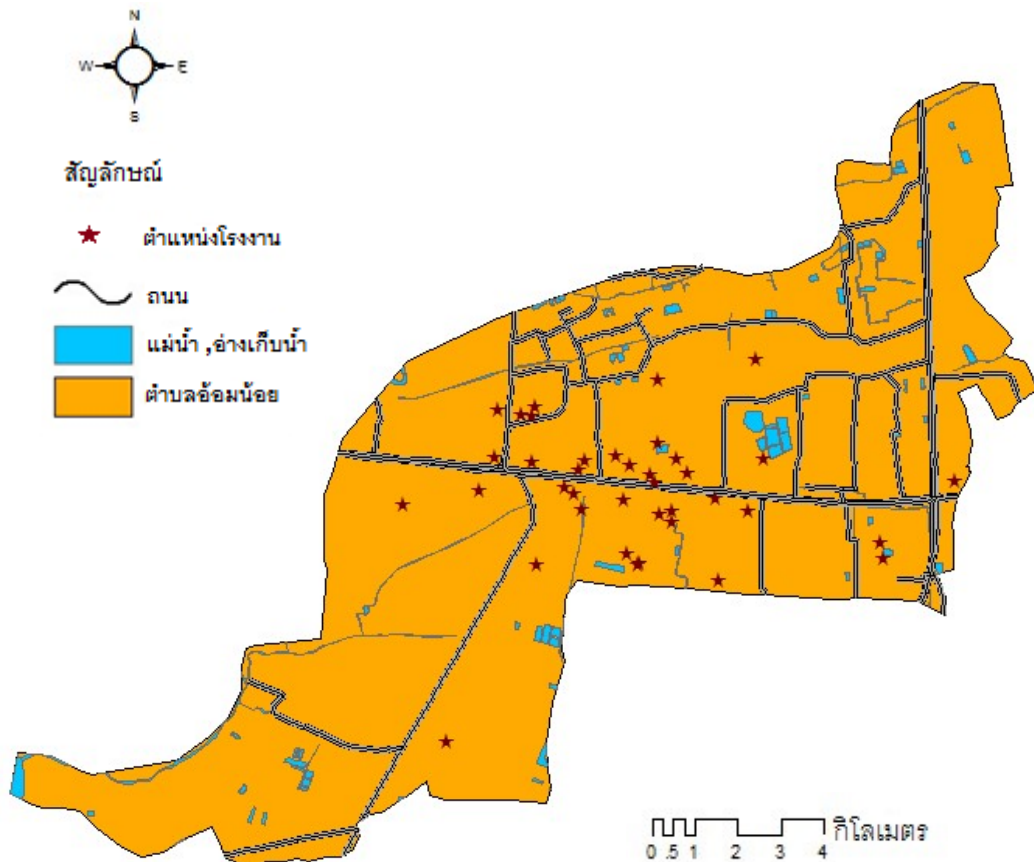 N
W E
S
สัญลักษณ์
ตำแหน่งโรงงาน
ถนน
แม่น้ำ ,อ่างเก็บน้ำ
ตำบลอ้อมน้อย
กิโลเมตร
0 .5 1 2 3 4